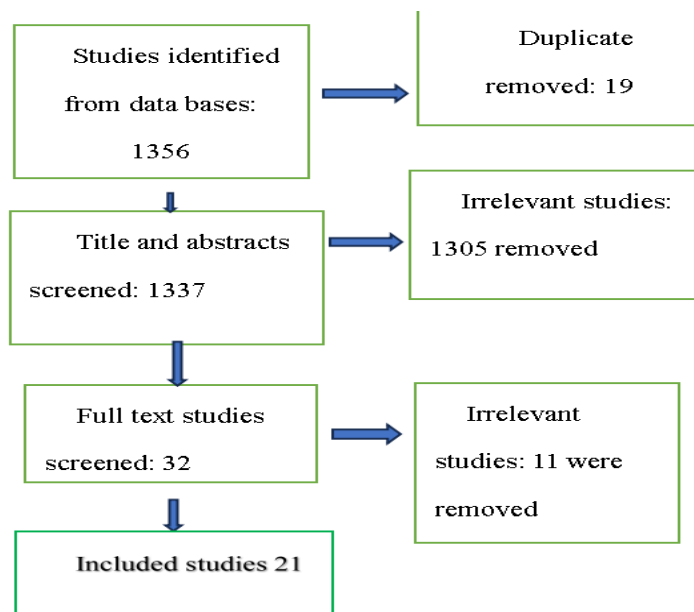 Studies identified
from data bases:
1356
Duplicate
removed: 19
Title and abstracts
screened: 1337
Irrelevant studies:
1305 removed
Full text studies
screened: 32
Irrelevant
studies: 11 were
removed
Included studies 21